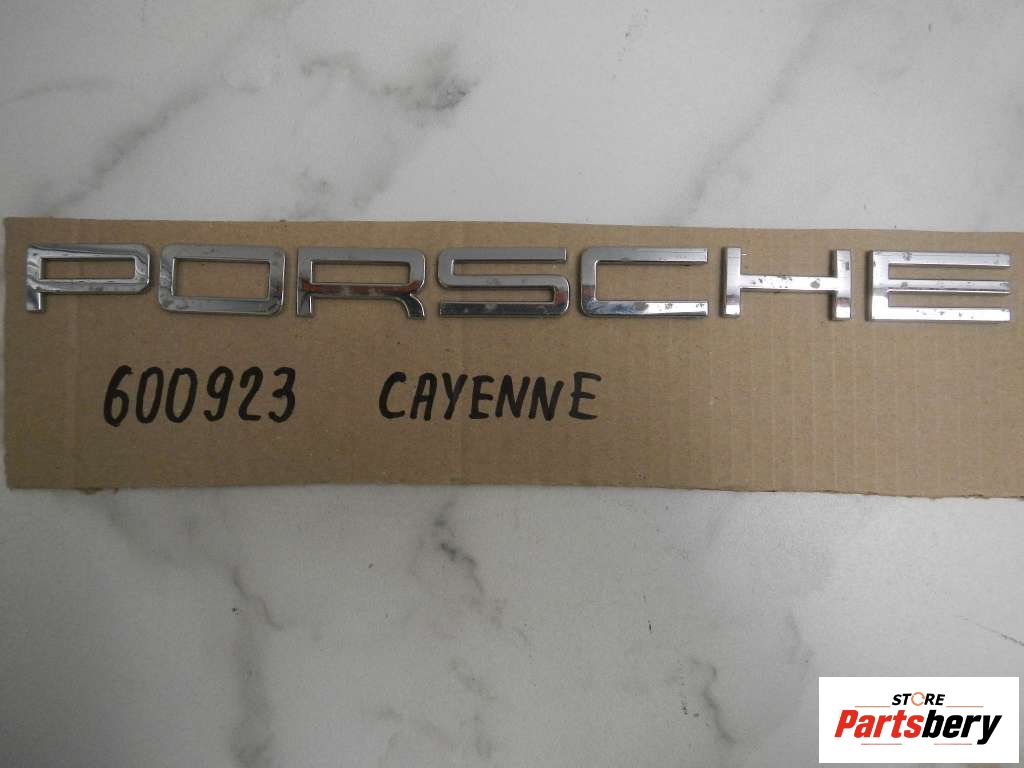 PORSCHE
600923 CAYENNE
STORE
Partsbery